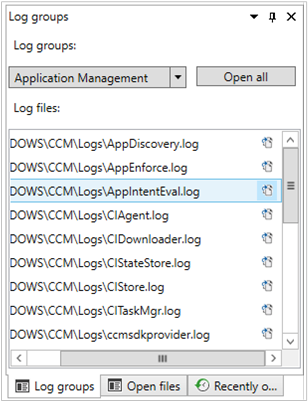 Log groups
Log groups:
Application Management
Open all
Log files:
DOWS\CCM\Logs\AppDiscovery.log
DOWS\CCM\Logs\AppEnforce.log
DOWS\CCM\Logs\AppIntentEval.log
DOWS\CCM\Logs\CIAgent.log
DOWS\CCM\Logs\CIDownloader.log
DOWS\CCM\Logs\CIStateStore.log
DOWS\CCM\Logs\CIStore.log
DOWS\CCM\Logs\CITaskMgr.log
DOWS\CCM\Logs\ccmsdkprovider.log
Log groups
Open files
Recently o...